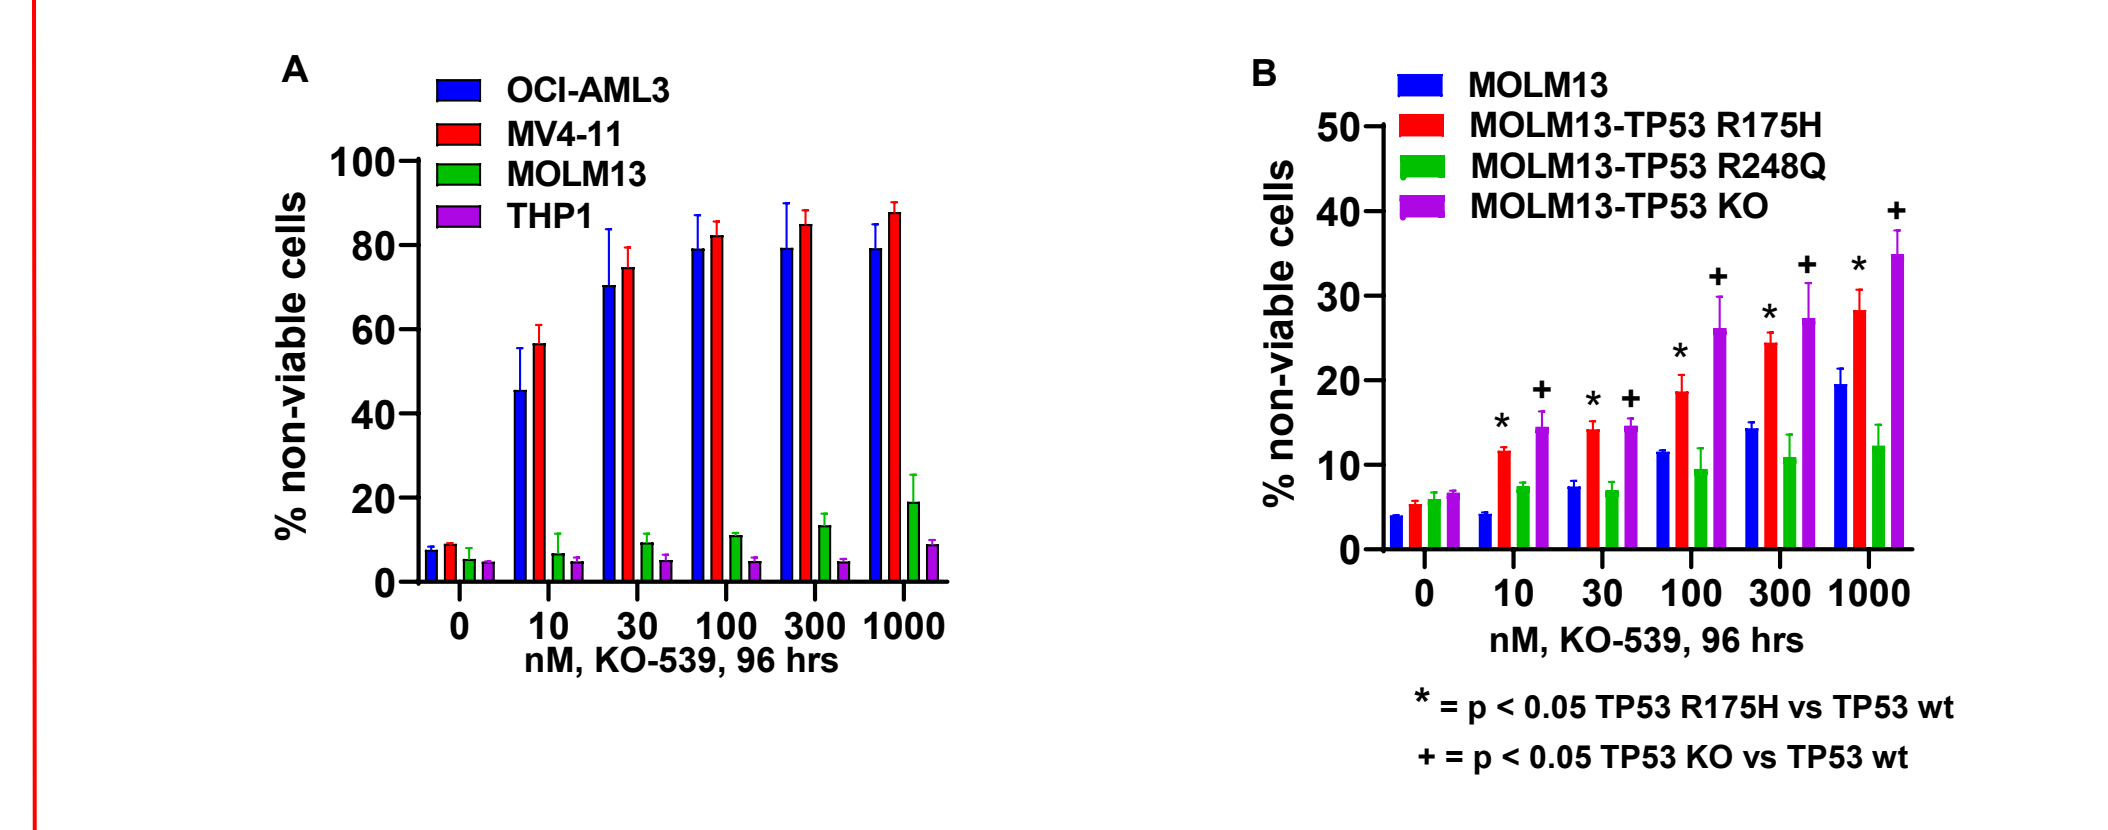 A
OCI-AML3
MV4-11
MOLM13
THP1
% non-viable cells
100
80
60
40
20
0
0 10 30 100 300 1000
nM, KO-539, 96 hrs
B
MOLM13
MOLM13-TP53 R175H
MOLM13-TP53 R248Q
MOLM13-TP53 KO
% non-viable cells
50
40
30
20
10
0
* + * + * + * + * +
0 10 30 100 300 1000
nM, KO-539, 96 hrs
* = p < 0.05 TP53 R175H vs TP53 wt
+ = p < 0.05 TP53 KO vs TP53 wt